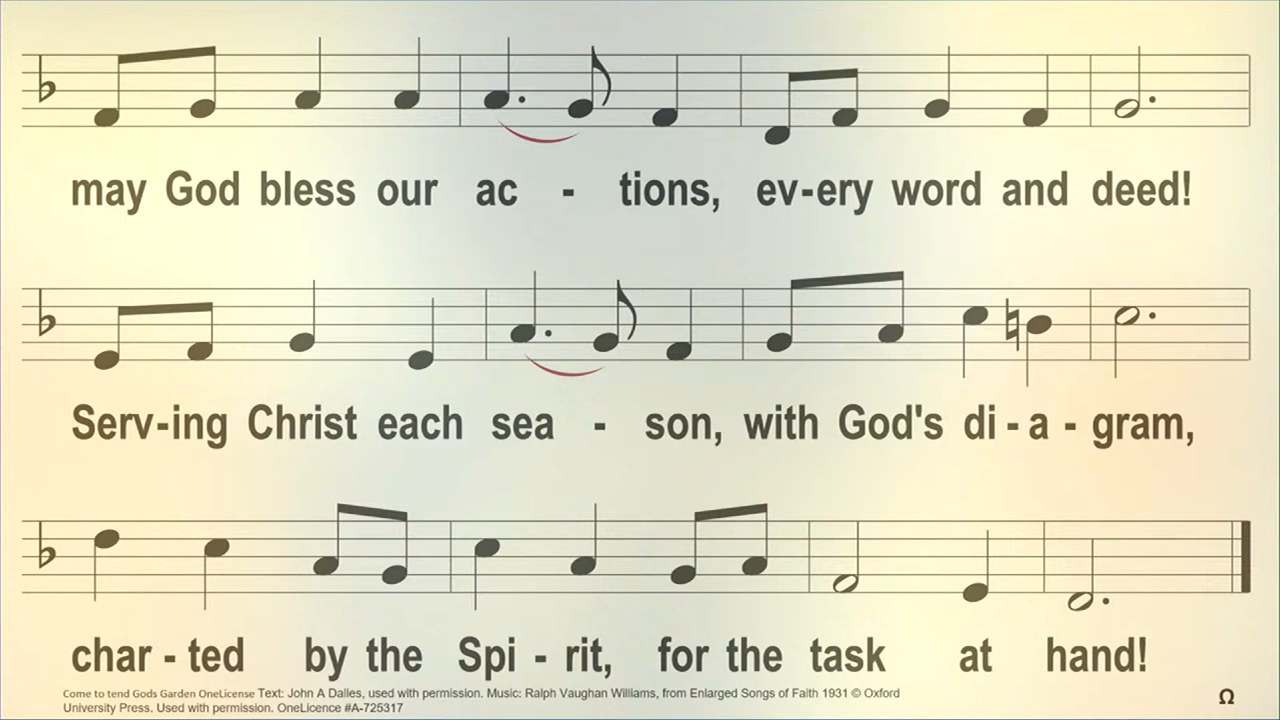 may God bless our ac - tions, ev-ery word and deed!
Serv-ing Christ each sea - son, with God's di - a - gram,
char - ted by the Spi - rit, for the task at hand!
Come to tend Gods Garden OneLicense Text: John A Dalles, used with permission. Music: Ralph Vaughan Williams, from Enlarged Songs of Faith 1931 © Oxford
University Press. Used with permission. OneLicence #A-725317
Ω